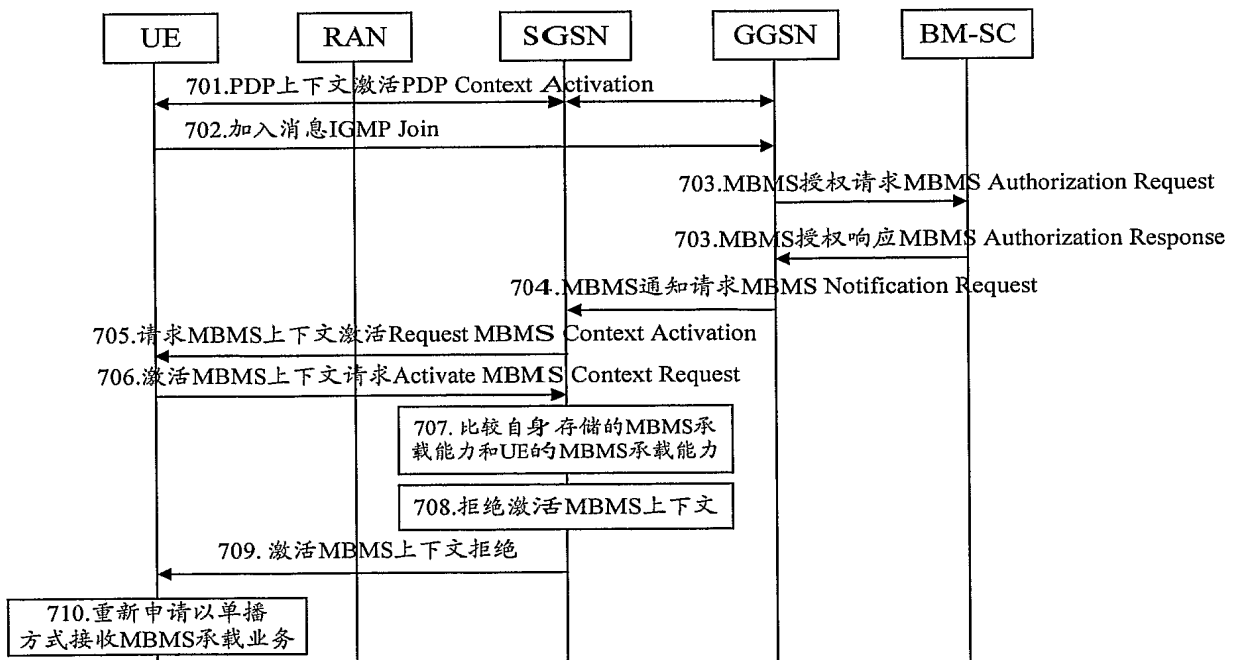 UE
RAN
SGSN
GGSN
BM-SC
701.PDP上下文激活PDP Context Activation
702.加入消息IGMP Join
703.MBMS授权请求MBMS Authorization Request
703.MBMS授权响应MBMS Authorization Response
704.MBMS通知请求MBMS Notification Request
705.请求MBMS上下文激活Request MBMS Context Activation
706.激活MBMS上下文请求Activate MBMS Context Request
707.比较自身存储的MBMS承
载能力和UE的MBMS承载能力
708.拒绝激活MBMS上下文
709.激活MBMS上下文拒绝
710.重新申请以单播
方式接收MBMS承载业务